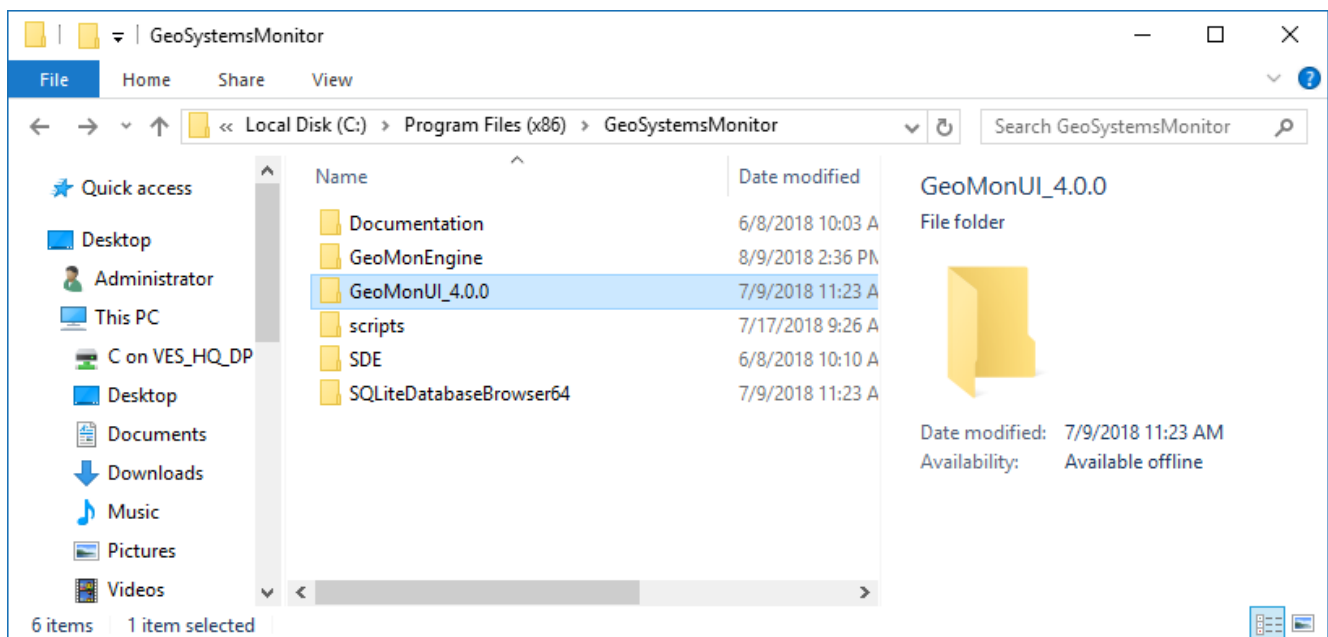 GeoSystemsMonitor
File Home Share View
« Local Disk (C:) > Program Files (x86) > GeoSystemsMonitor Search GeoSystemsMonitor
Quick access
Desktop
Administrator
This PC
C on VES_HQ_DP
Desktop
Documents
Downloads
Music
Pictures
Videos
Name Date modified
Documentation 6/8/2018 10:03 A
GeoMonEngine 8/9/2018 2:36 PM
GeoMonUI_4.0.0 7/9/2018 11:23 A
scripts 7/17/2018 9:26 A
SDE 6/8/2018 10:10 A
SQLiteDatabaseBrowser64 7/9/2018 11:23 A
GeoMonUI_4.0.0
File folder
Date modified: 7/9/2018 11:23 AM
Availability: Available offline
6 items 1 item selected